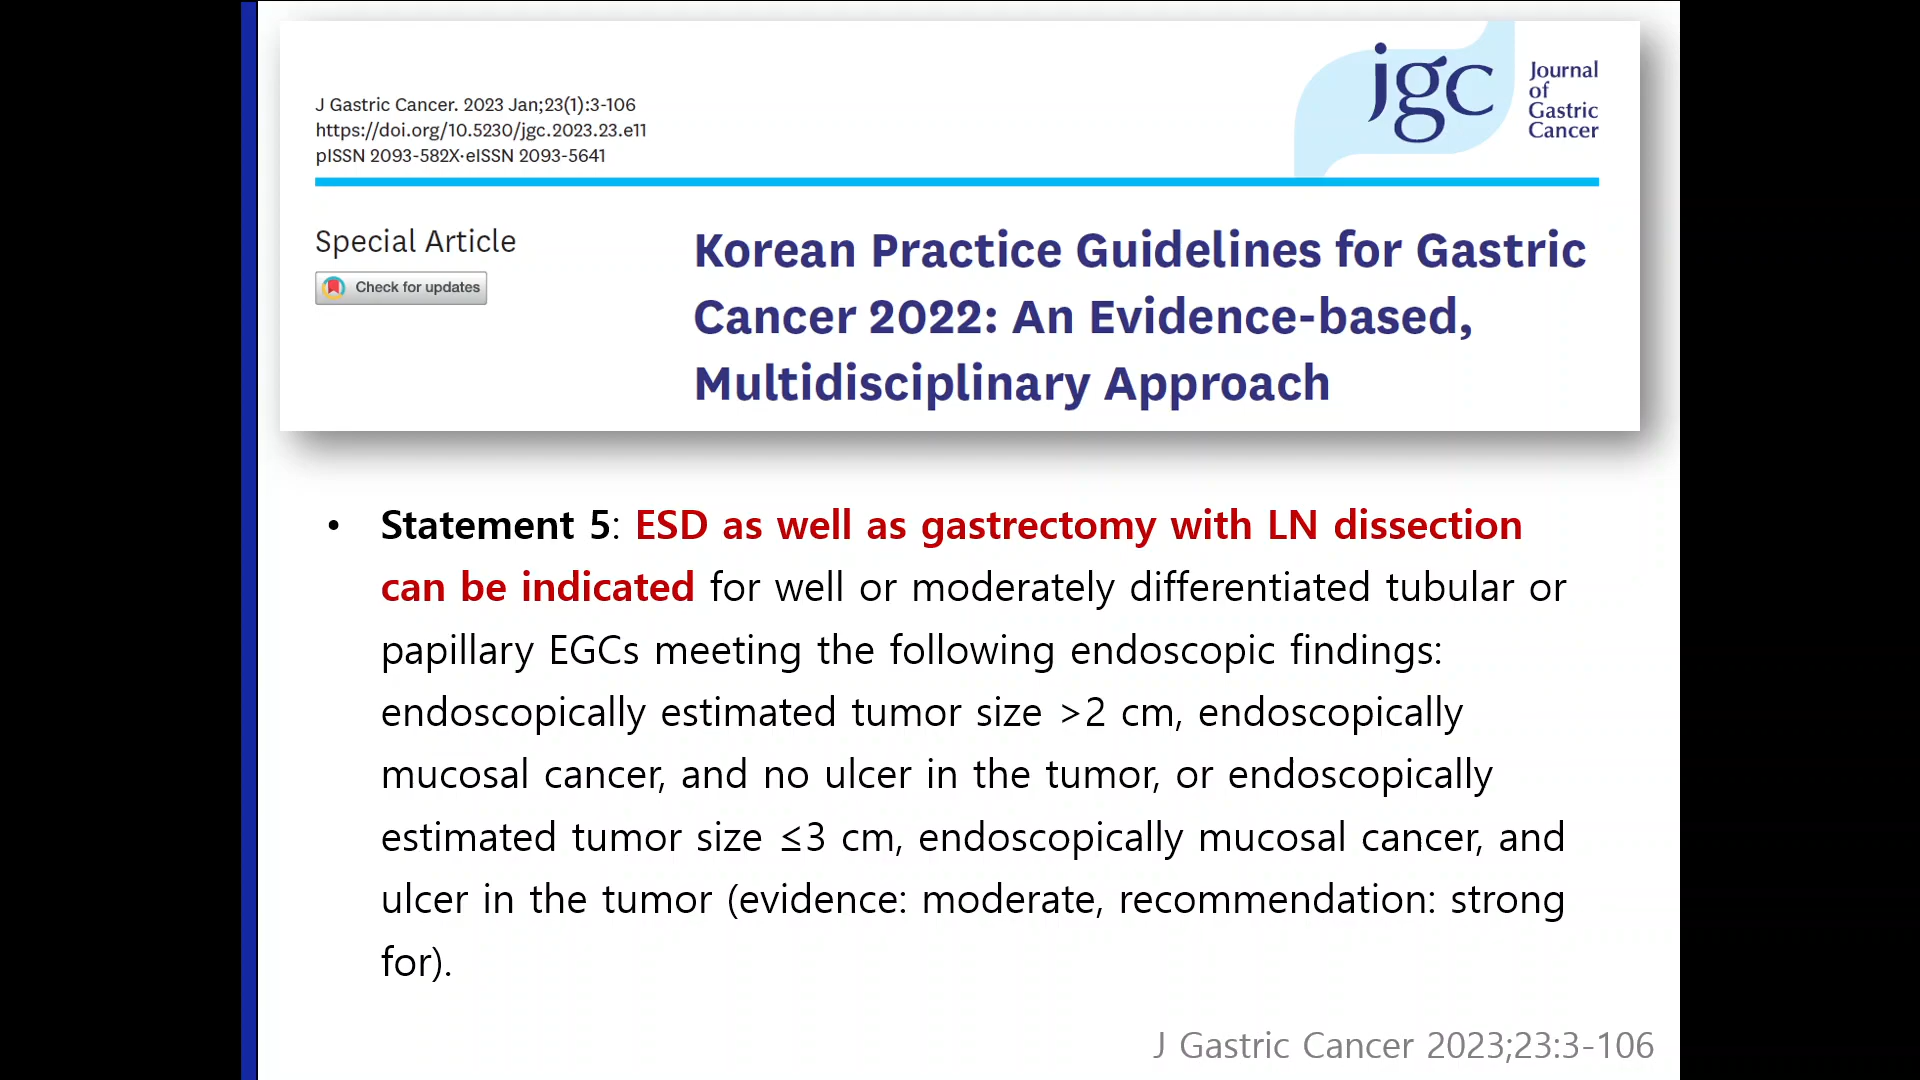 J Gastric Cancer. 2023 Jan;23(1):3-106
https://doi.org/10.5230/jgc.2023.23.e11
pISSN 2093-582X·eISSN 2093-5641
jgc
Journal
of
Gastric
Cancer
Special Article
Check for updates
Korean Practice Guidelines for Gastric
Cancer 2022: An Evidence-based,
Multidisciplinary Approach
• Statement 5: ESD as well as gastrectomy with LN dissection
can be indicated for well or moderately differentiated tubular or
papillary EGCs meeting the following endoscopic findings:
endoscopically estimated tumor size >2 cm, endoscopically
mucosal cancer, and no ulcer in the tumor, or endoscopically
estimated tumor size ≤3 cm, endoscopically mucosal cancer, and
ulcer in the tumor (evidence: moderate, recommendation: strong
for).
J Gastric Cancer 2023;23:3-106